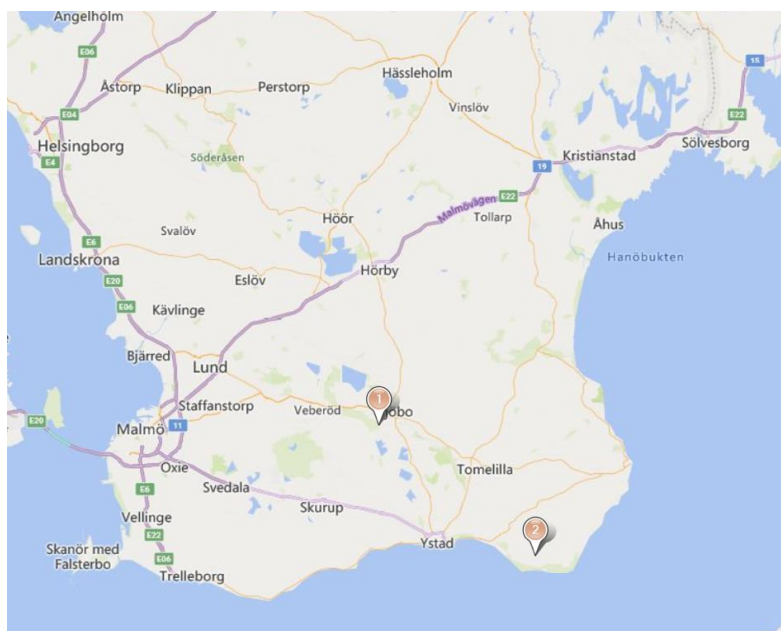 Ängelholm
E06
15
Hässleholm
Åstorp
Klippan
Perstorp
Vinslöv
E04
E22
Helsingborg
Sölvesborg
Söderåsen
Kristianstad
E4
19
E22
Malmövägen
Höör
Tollarp
Åhus
Svalöv
E6
Hanöbukten
Landskrona
Hörby
E20
Eslöv
E06
Kävlinge
Bjärred
Lund
1
Staffanstorp
Veberöd
E20
Malmö
11
Oxie
Tomelilla
Svedala
E6
Skurup
Vellinge
2
E22
Ystad
Skanör med
Falsterbo
E06
Trelleborg